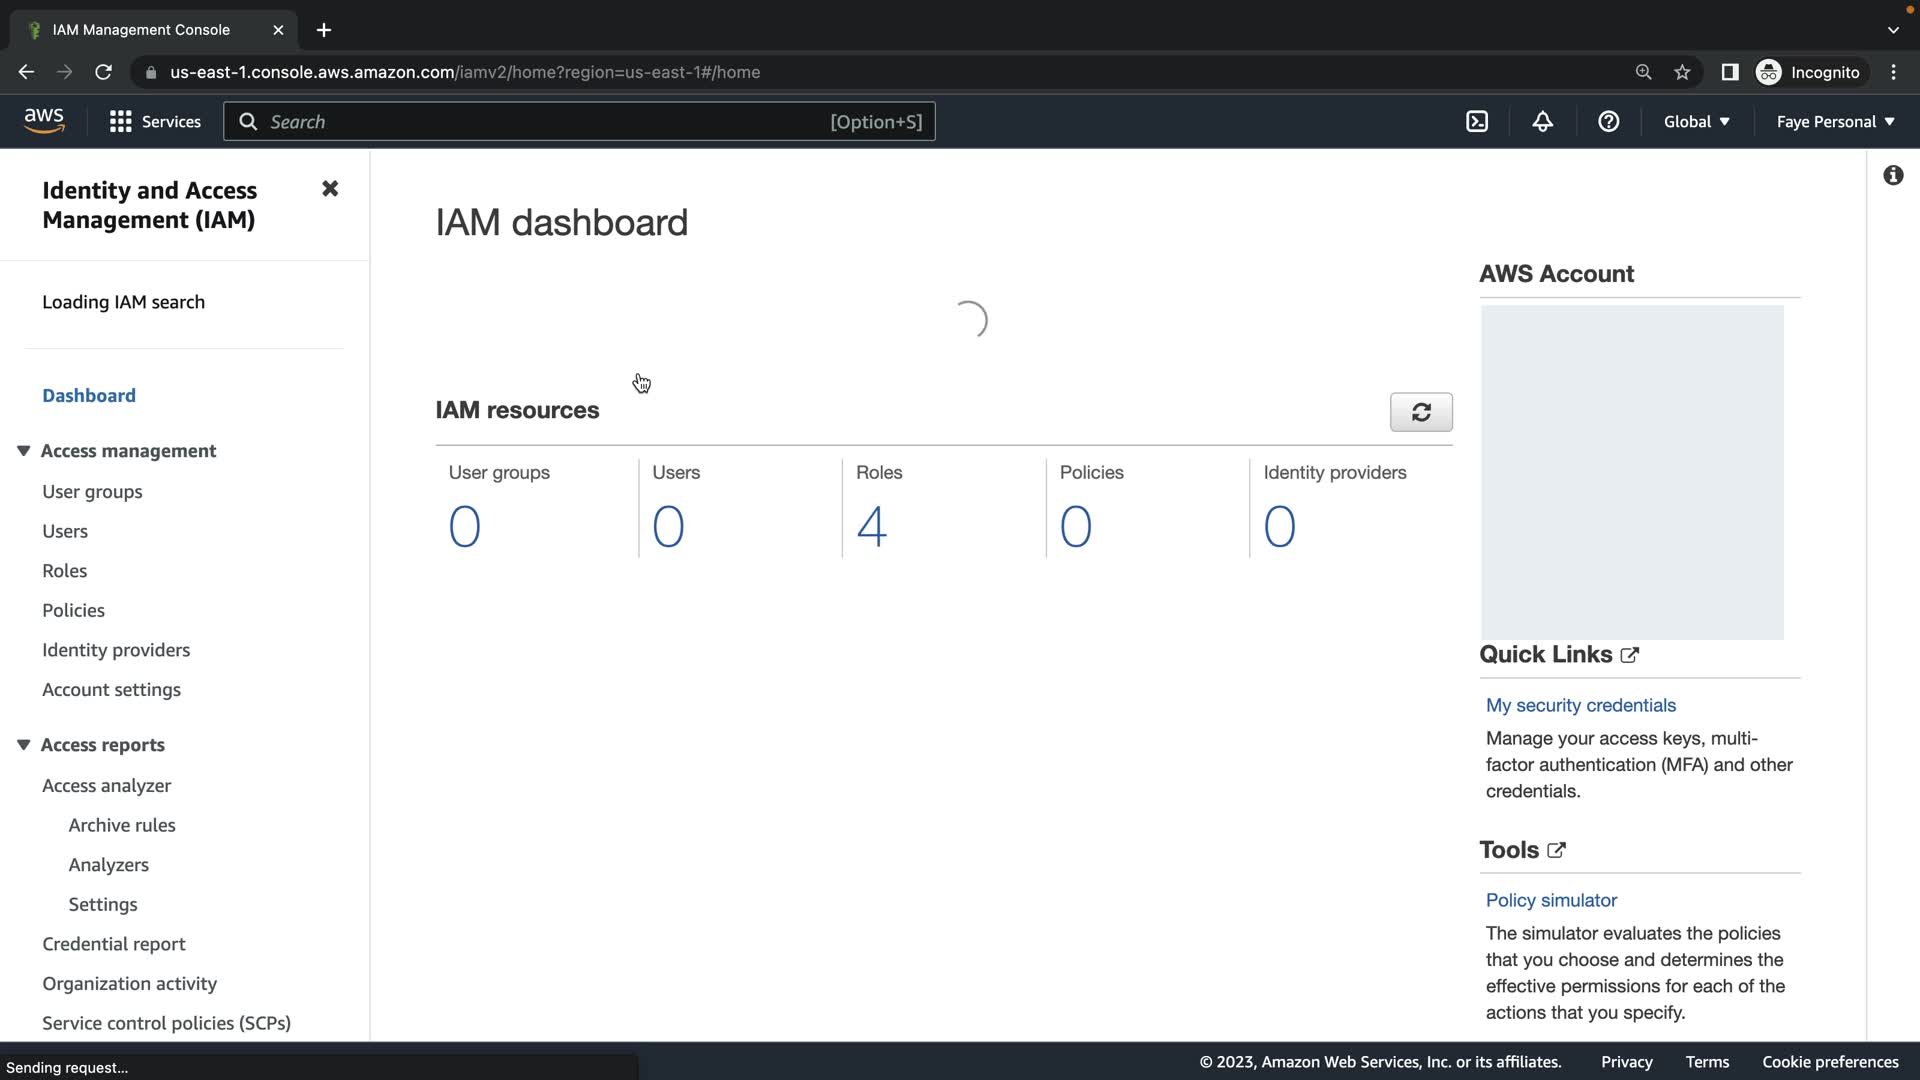 IAM Management Console
us-east-1.console.aws.amazon.com/iamv2/home?region=us-east-1#/home
Incognito
aws
Services
Search
[Option+S]
Global
Faye Personal
Identity and Access
Management (IAM)
Loading IAM search
Dashboard
Access management
User groups
Users
Roles
Policies
Identity providers
Account settings
Access reports
Access analyzer
Archive rules
Analyzers
Settings
Credential report
Organization activity
Service control policies (SCPs)
IAM dashboard
IAM resources
User groups
0
Users
0
Roles
4
Policies
0
Identity providers
0
AWS Account
Quick Links
My security credentials
Manage your access keys, multi-
factor authentication (MFA) and other
credentials.
Tools
Policy simulator
The simulator evaluates the policies
that you choose and determines the
effective permissions for each of the
actions that you specify.
Sending request...
© 2023, Amazon Web Services, Inc. or its affiliates.
Privacy
Terms
Cookie preferences